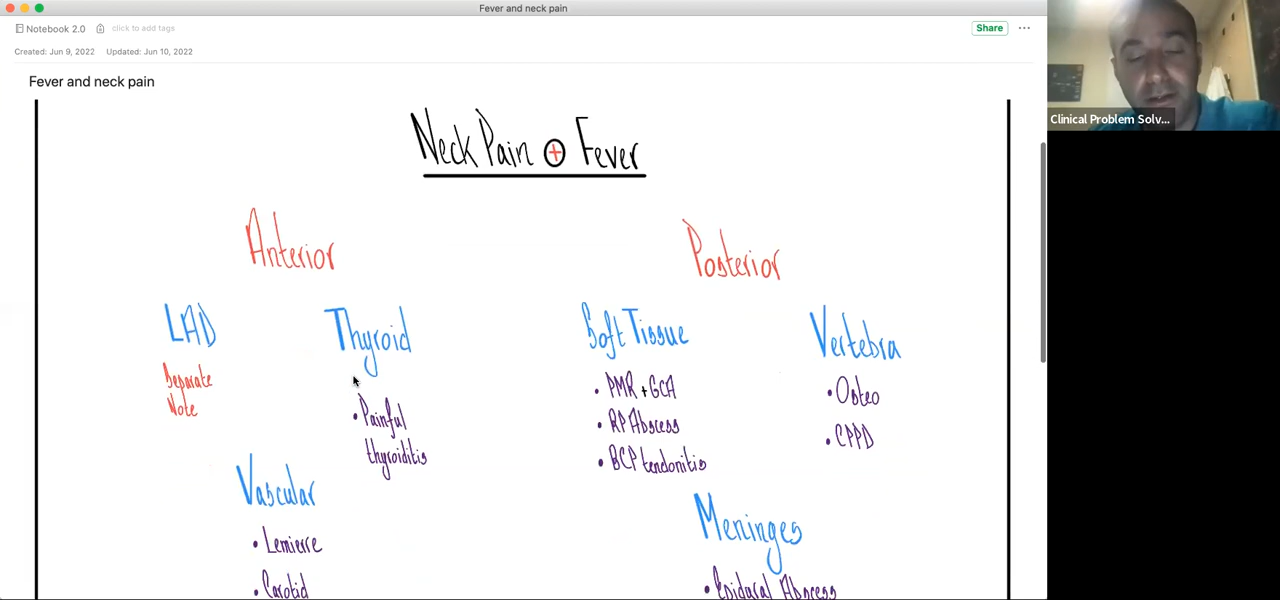 Fever and neck pain
Notebook 2.0
click to add tags
Share
Created: Jun 9, 2022 Updated: Jun 10, 2022
Fever and neck pain
Neck Pain + Fever
Anterior
Posterior
LAD
Separate
Note
Thyroid
• Painful
thyroiditis
Soft Tissue
• PMR + GCA
• RP Abscess
• BCP tendonitis
Vertebra
• Osteo
• CPPD
Vascular
• Lemierre
• Carotid
Meninges
• Epidural Abscess
Clinical Problem Solv...